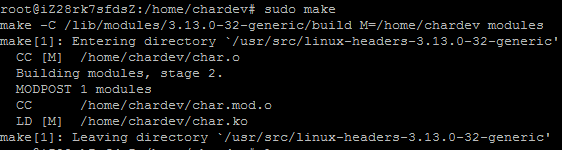 root@iZ28rk7sfdsZ:/home/chardev# sudo make
make -C /lib/modules/3.13.0-32-generic/build M=/home/chardev modules
make[1]: Entering directory `/usr/src/linux-headers-3.13.0-32-generic'
  CC [M]  /home/chardev/char.o
  Building modules, stage 2.
  MODPOST 1 modules
  CC      /home/chardev/char.mod.o
  LD [M]  /home/chardev/char.ko
make[1]: Leaving directory `/usr/src/linux-headers-3.13.0-32-generic'